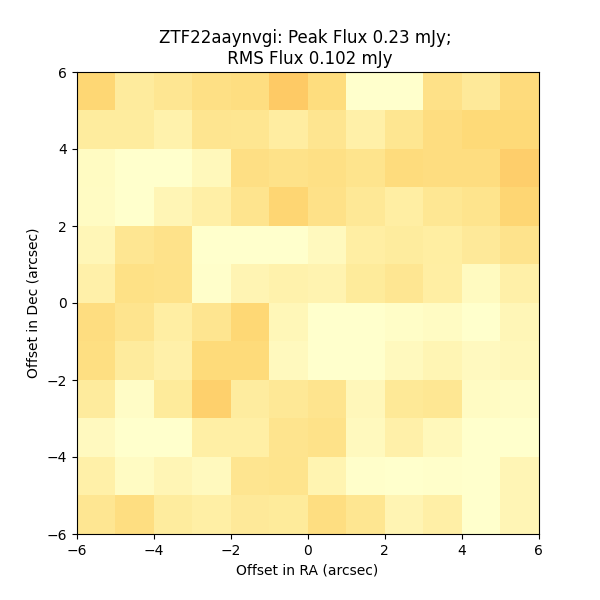 ZTF22aaynvgi: Peak Flux 0.23 mJy;
RMS Flux 0.102 mJy
6
4
2
0
−2
−4
−6
Offset in Dec (arcsec)
−6 −4 −2 0 2 4 6
Offset in RA (arcsec)